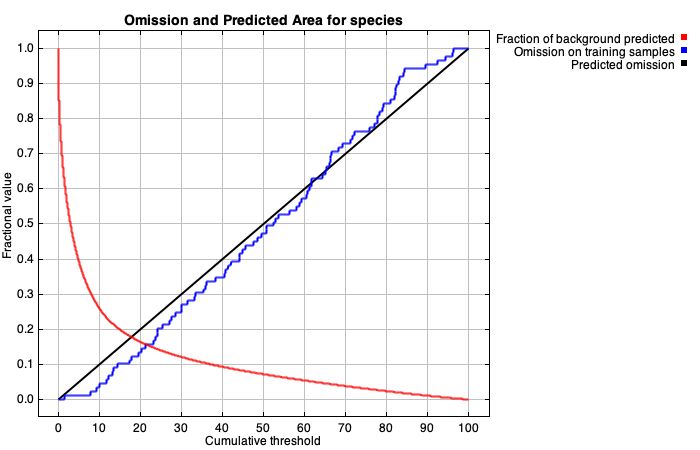 Omission and Predicted Area for species
Fraction of background predicted
Omission on training samples
Predicted omission
Fractional value
1.0
0.9
0.8
0.7
0.6
0.5
0.4
0.3
0.2
0.1
0.0
0 10 20 30 40 50 60 70 80 90 100
Cumulative threshold